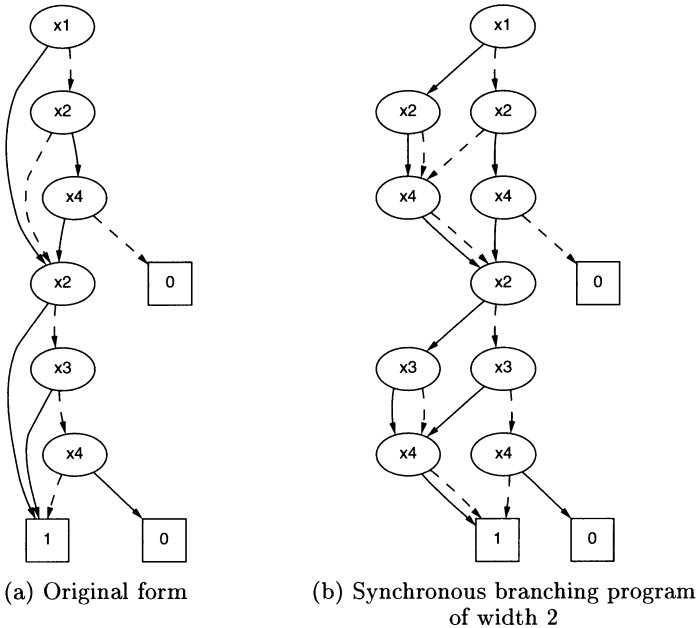 x1
x2
x4
x2
0
x3
x4
1
0
(a) Original form
x1
x2
x2
x4
x4
x2
0
x3
x3
x4
x4
1
0
(b) Synchronous branching program
of width 2